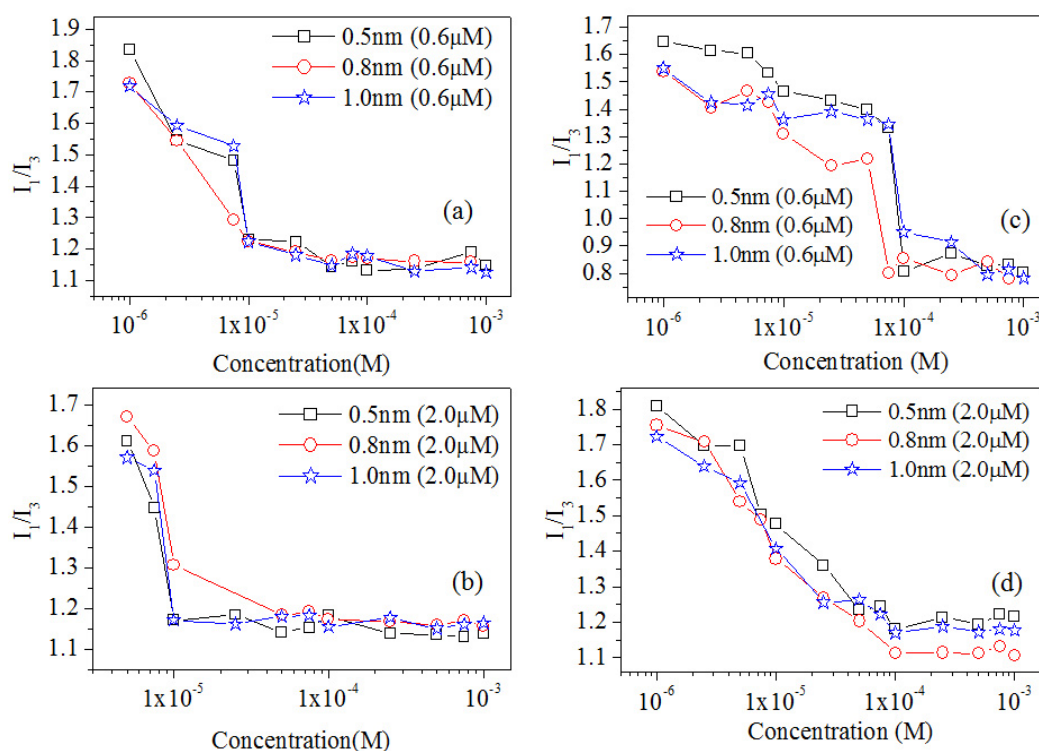 1.9
1.8
1.7
1.6
1.5
1.4
1.3
1.2
1.1
I₁/I₃
0.5nm (0.6μM)
0.8nm (0.6μM)
1.0nm (0.6μM)
(a)
10⁻⁶
1x10⁻⁵
1x10⁻⁴
10⁻³
Concentration(M)
1.7
1.6
1.5
1.4
1.3
1.2
1.1
1.0
0.9
0.8
I₁/I₃
(c)
0.5nm (0.6μM)
0.8nm (0.6μM)
1.0nm (0.6μM)
10⁻⁶
1x10⁻⁵
1x10⁻⁴
10⁻³
Concentration (M)
1.7
1.6
1.5
1.4
1.3
1.2
1.1
I₁/I₃
0.5nm (2.0μM)
0.8nm (2.0μM)
1.0nm (2.0μM)
(b)
1x10⁻⁵
1x10⁻⁴
10⁻³
Concentration(M)
1.8
1.7
1.6
1.5
1.4
1.3
1.2
1.1
I₁/I₃
0.5nm (2.0μM)
0.8nm (2.0μM)
1.0nm (2.0μM)
(d)
10⁻⁶
1x10⁻⁵
1x10⁻⁴
10⁻³
Concentration (M)